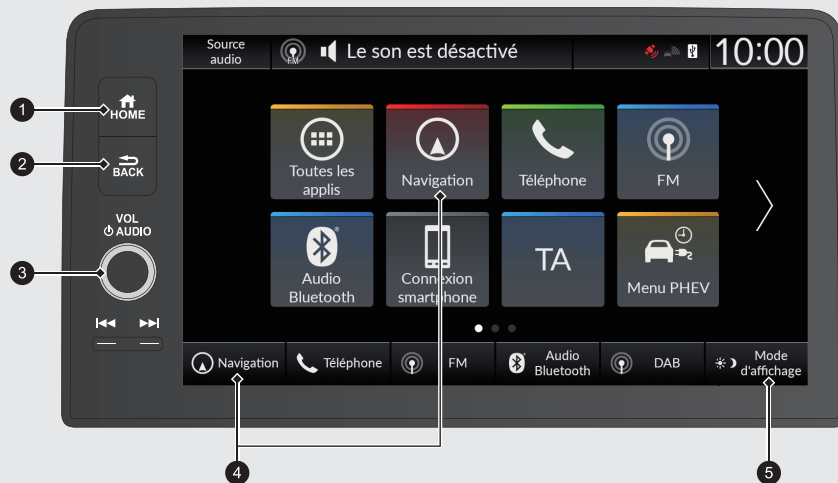 Source
audio
FM
Le son est désactivé
10:00
1
HOME
2
BACK
VOL
AUDIO
3
Toutes les
applis
Navigation
Téléphone
FM
Audio
Bluetooth
Connexion
smartphone
TA
Menu PHEV
Navigation
Téléphone
FM
Audio
Bluetooth
DAB
Mode
d'affichage
4
5